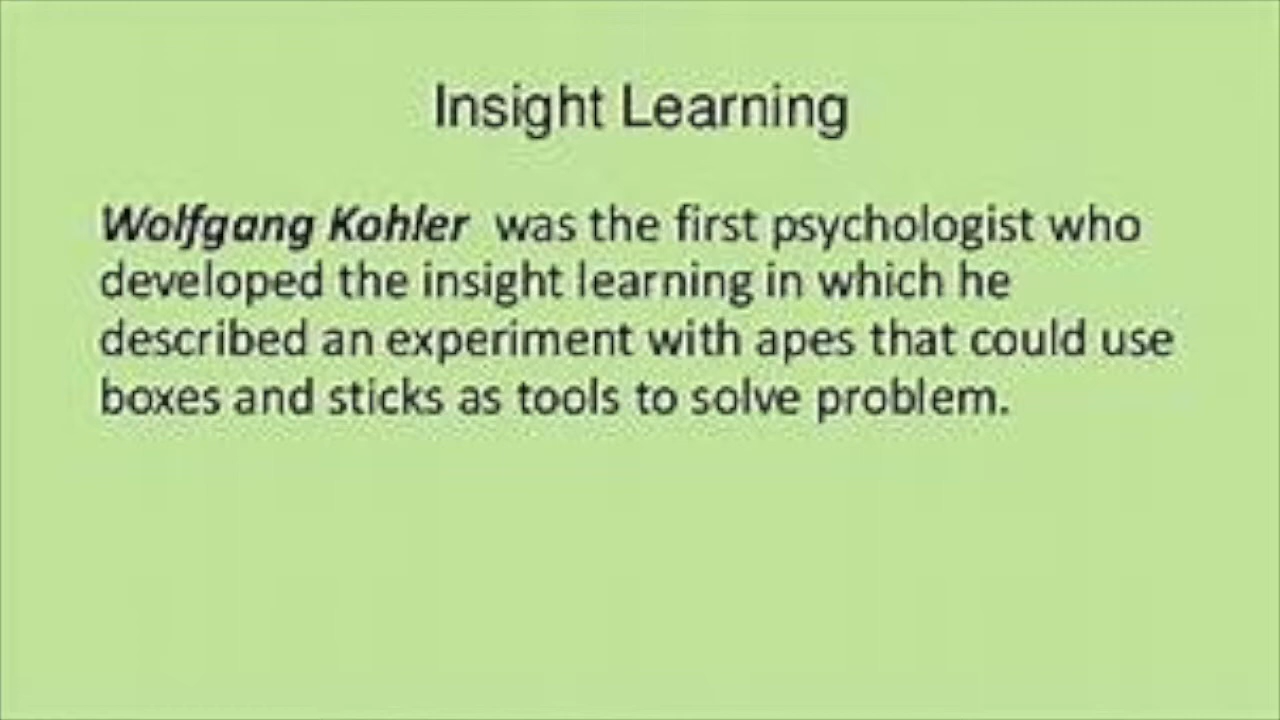 Insight Learning
Wolfgang Kohler was the first psychologist who
developed the insight learning in which he
described an experiment with apes that could use
boxes and sticks as tools to solve problem.